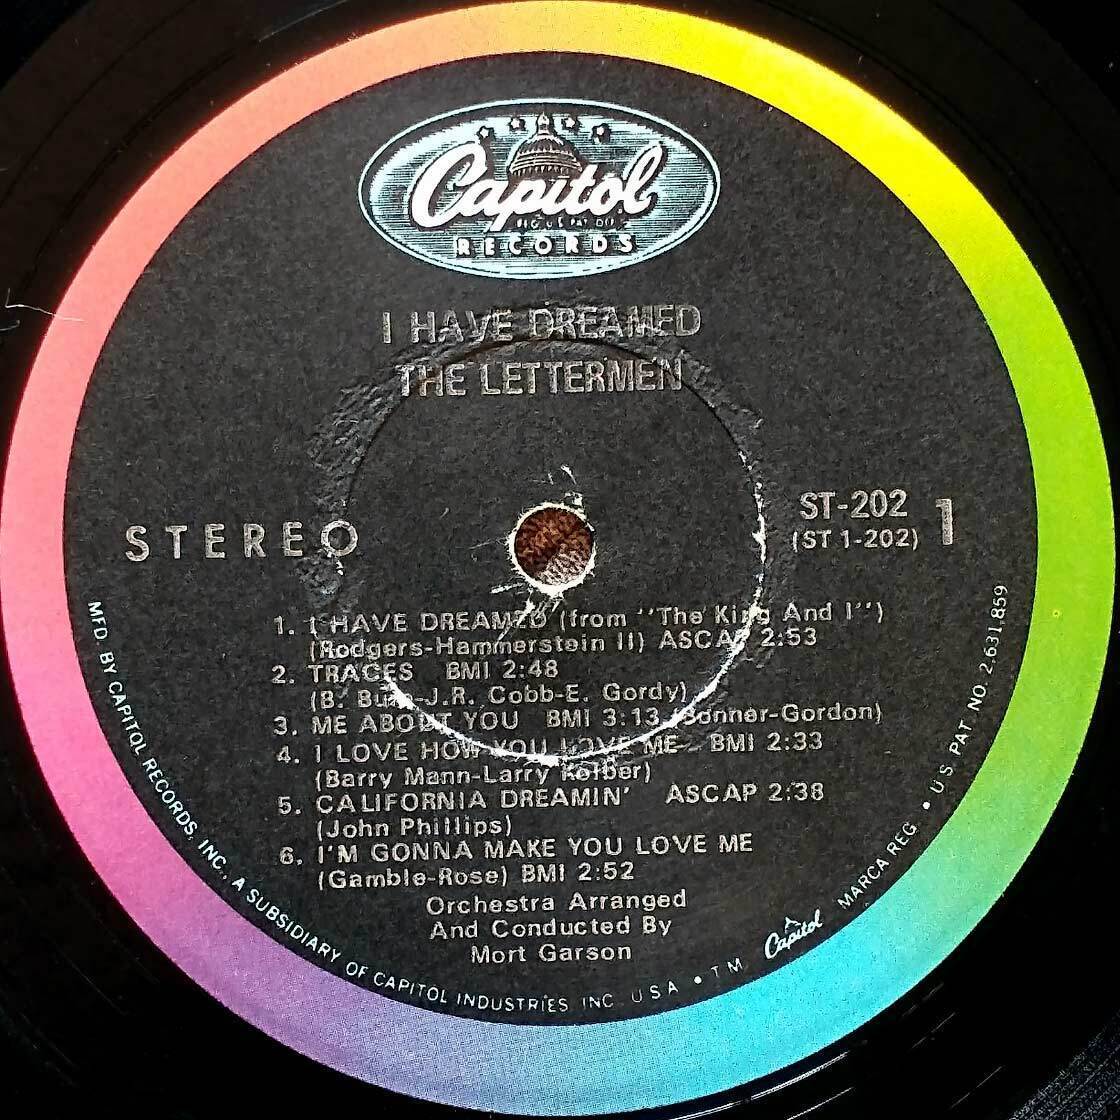 Capitol
REG. U.S. PAT. OFF.
RECORDS
I HAVE DREAMED
THE LETTERMEN
STEREO
ST-202
(ST 1-202)
1
1. I HAVE DREAMED (from "The King And I")
(Rodgers-Hammerstein II) ASCAP 2:53
2. TRACES BMI 2:48
(B. Buie-J.R. Cobb-E. Gordy)
3. ME ABOUT YOU BMI 3:13 (Bonner-Gordon)
4. I LOVE HOW YOU LOVE ME BMI 2:33
(Barry Mann-Larry Kolber)
5. CALIFORNIA DREAMIN' ASCAP 2:38
(John Phillips)
6. I'M GONNA MAKE YOU LOVE ME
(Gamble-Rose) BMI 2:52
Orchestra Arranged
And Conducted By
Mort Garson
MFD. BY CAPITOL RECORDS, INC., A SUBSIDIARY OF CAPITOL INDUSTRIES INC. U.S.A. • T.M. Capitol MARCA REG. • U.S. PAT. NO. 2,631,859